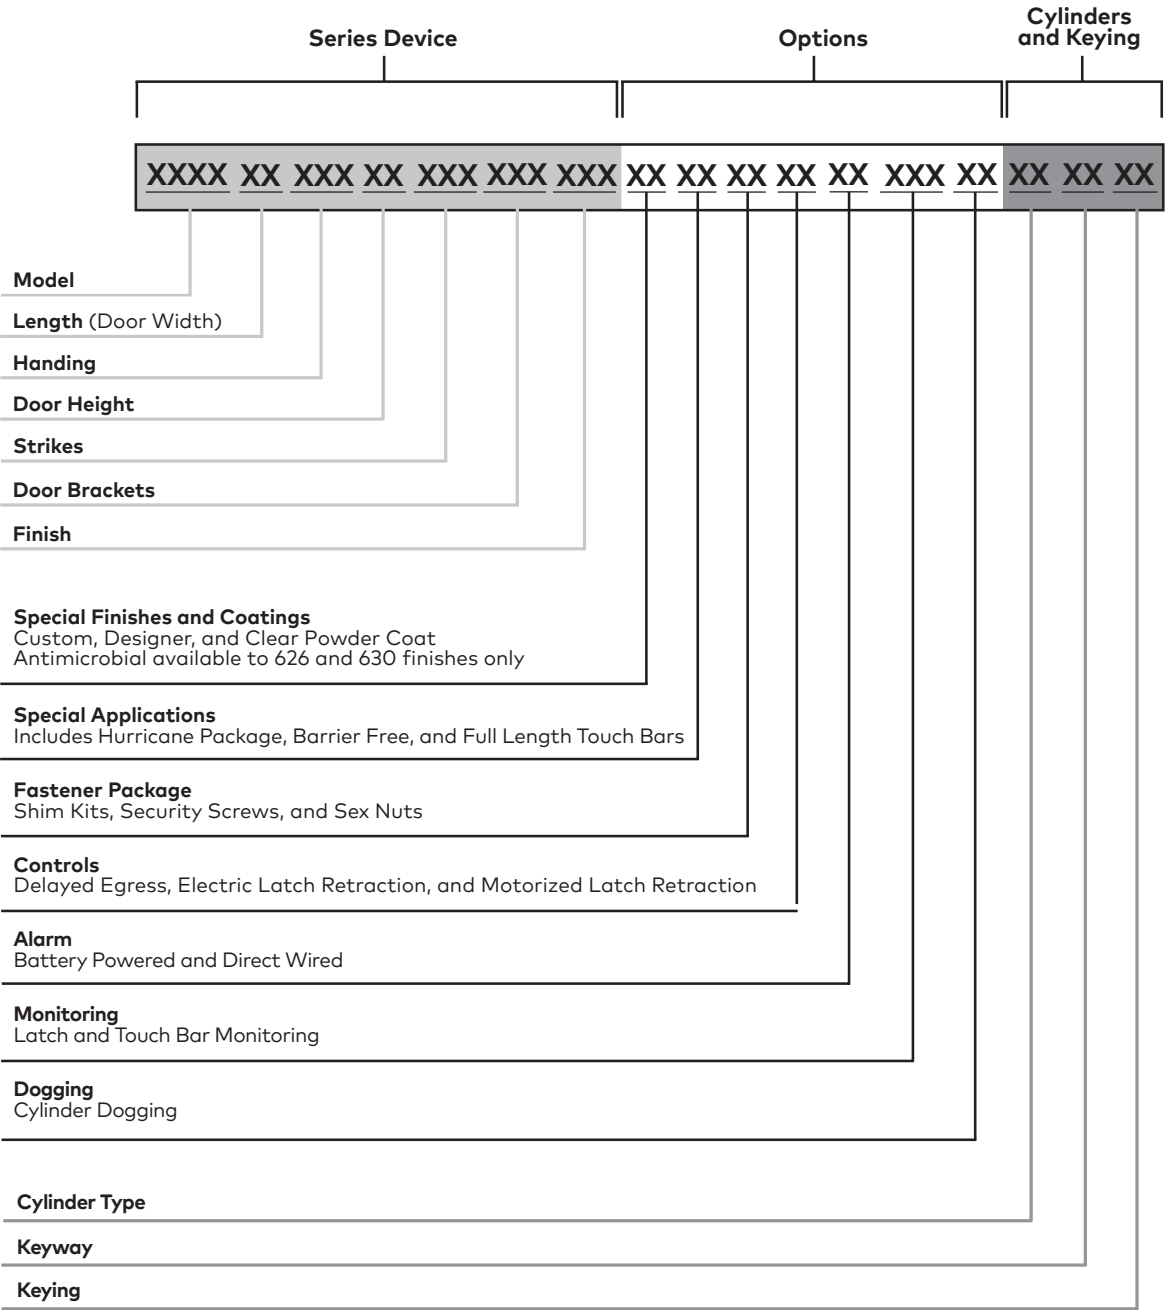 Series Device
Options
Cylinders
and Keying
XXXX XX XXX XX XXX XXX XXX XX XX XX XX XX XXX XX XX XX XX
Model
Length (Door Width)
Handing
Door Height
Strikes
Door Brackets
Finish
Special Finishes and Coatings
Custom, Designer, and Clear Powder Coat
Antimicrobial available to 626 and 630 finishes only
Special Applications
Includes Hurricane Package, Barrier Free, and Full Length Touch Bars
Fastener Package
Shim Kits, Security Screws, and Sex Nuts
Controls
Delayed Egress, Electric Latch Retraction, and Motorized Latch Retraction
Alarm
Battery Powered and Direct Wired
Monitoring
Latch and Touch Bar Monitoring
Dogging
Cylinder Dogging
Cylinder Type
Keyway
Keying